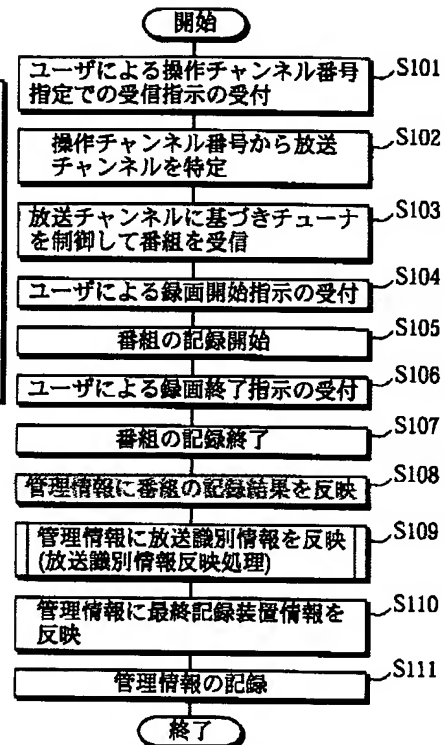 開始
ユーザによる操作チャンネル番号
指定での受信指示の受付
S101
操作チャンネル番号から放送
チャンネルを特定
S102
放送チャンネルに基づきチューナ
を制御して番組を受信
S103
ユーザによる録画開始指示の受付
S104
番組の記録開始
S105
ユーザによる録画終了指示の受付
S106
番組の記録終了
S107
管理情報に番組の記録結果を反映
S108
管理情報に放送識別情報を反映
(放送識別情報反映処理)
S109
管理情報に最終記録装置情報を
反映
S110
管理情報の記録
S111
終了